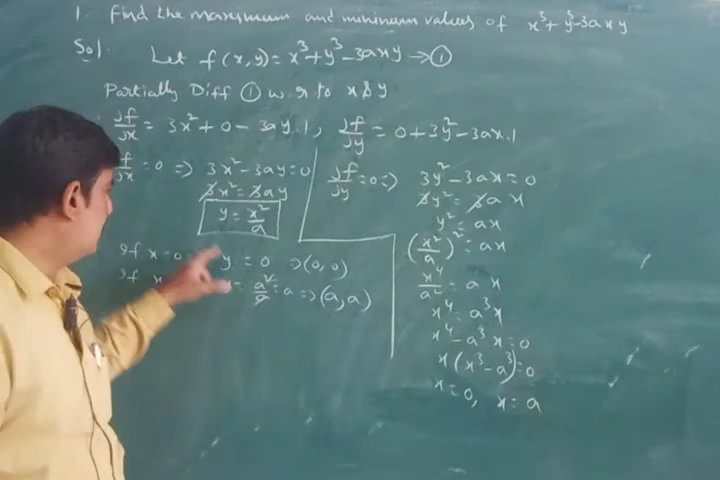 1. Find the maximum and minimum values of x³+y³-3axy
Sol. Let f(x,y)=x³+y³-3axy→①
Partially Diff ① w.r to x&y
∂f/∂x = 3x²+0-3ay.1, ∂f/∂y = 0+3y²-3ax.1
∂f/∂x=0 => 3x²-3ay=0
3x²=3ay
y=x²/a
If x=0 y=0 =>(0,0)
If x = a²/a=a=>(a,a)
∂f/∂y=0=> 3y²-3ax=0
3y²=3ax
y²=ax
(x²/a)²=ax
x⁴/a²=ax
x⁴=a³x
x⁴-a³x=0
x(x³-a³)=0
x=0, x=a